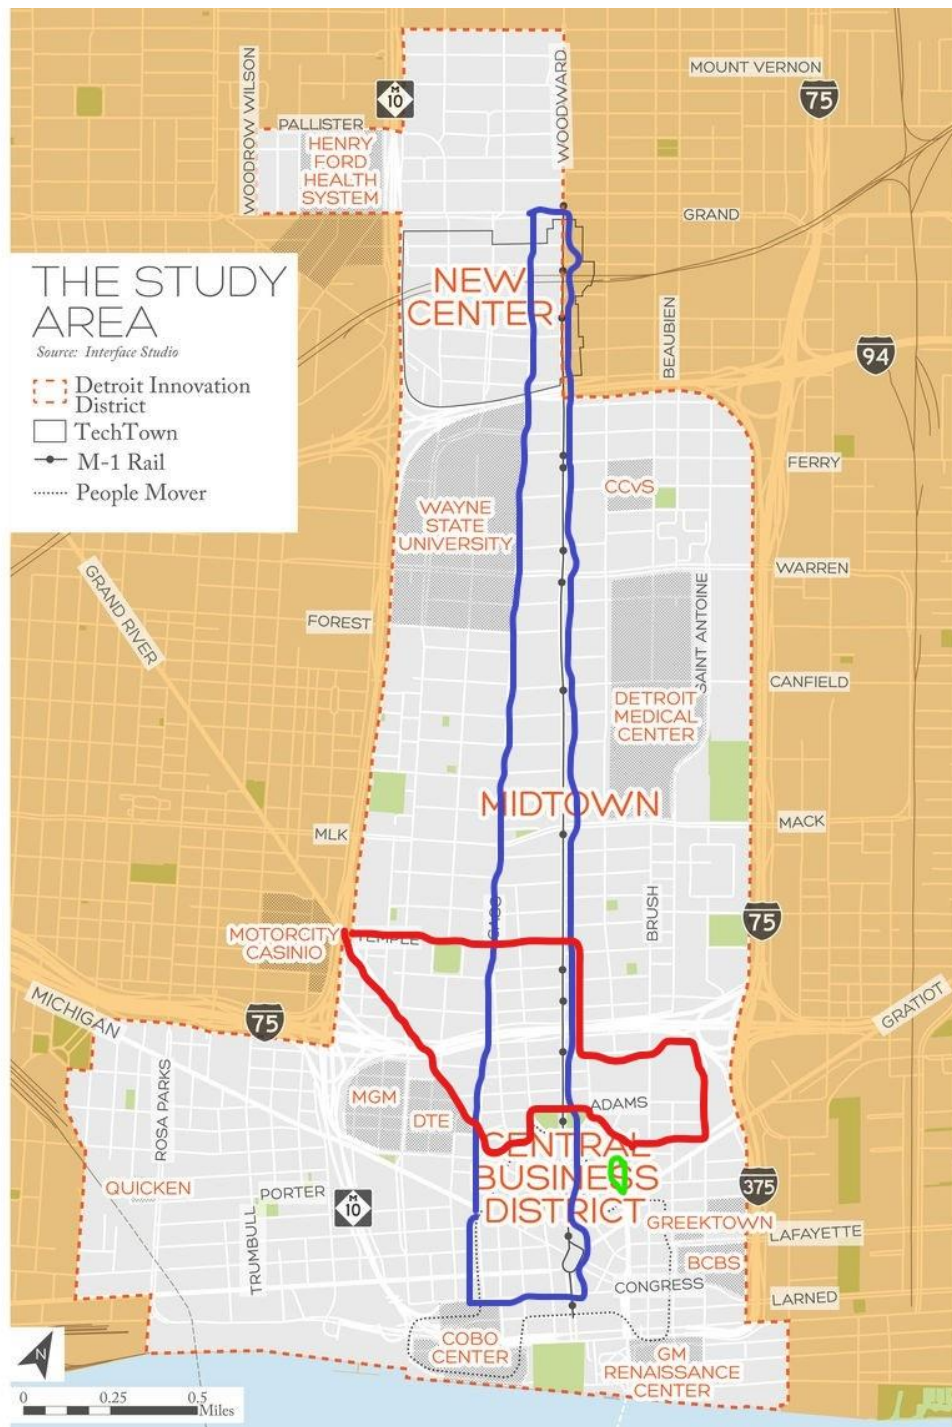 WOODROW WILSON
M
10
WOODWARD
MOUNT VERNON
75
PALLISTER
HENRY
FORD
HEALTH
SYSTEM
GRAND
THE STUDY
AREA
Source: Interface Studio
Detroit Innovation
District
TechTown
M-1 Rail
People Mover
NEW
CENTER
BEAUBIEN
94
FERRY
CCvS
WAYNE
STATE
UNIVERSITY
WARREN
GRAND RIVER
FOREST
SAINT ANTOINE
CANFIELD
DETROIT
MEDICAL
CENTER
MIDTOWN
MLK
MACK
BRUSH
MOTORCITY
CASINIO
TEMPLE
75
MICHIGAN
75
GRATIOT
ROSA PARKS
MGM
DTE
ADAMS
CENTRAL
BUSINESS
DISTRICT
QUICKEN
PORTER
M
10
375
TRUMBULL
GREEKTOWN
LAFAYETTE
BCBS
CONGRESS
LARNED
COBO
CENTER
GM
RENAISSANCE
CENTER
N
0 0.25 0.5
Miles